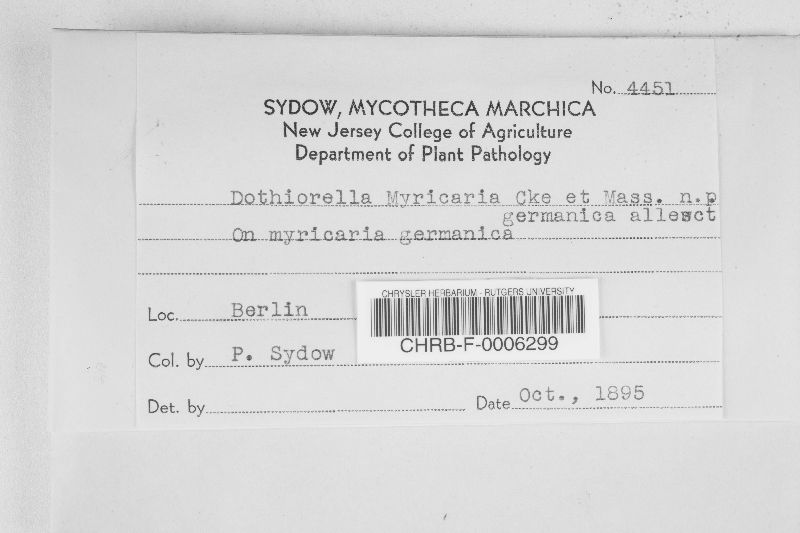 No. 4451
SYDOW, MYCOTHECA MARCHICA
New Jersey College of Agriculture
Department of Plant Pathology
Dothiorella Myricaria Cke et Mass. n.p
germanica allesct
On myricaria germanica
CHRYSLER HERBARIUM - RUTGERS UNIVERSITY
Loc. Berlin
CHRB-F-0006299
Col. by P. Sydow
Det. by
Date Oct., 1895